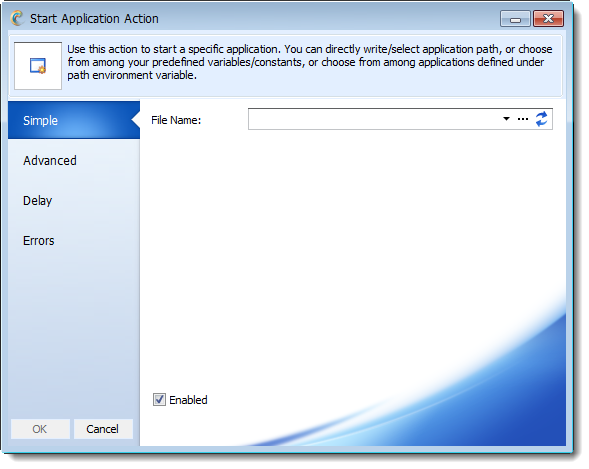 Start Application Action
Use this action to start a specific application. You can directly write/select application path, or choose
from among your predefined variables/constants, or choose from among applications defined under
path environment variable.
Simple
File Name:
Advanced
Delay
Errors
Enabled
OK
Cancel